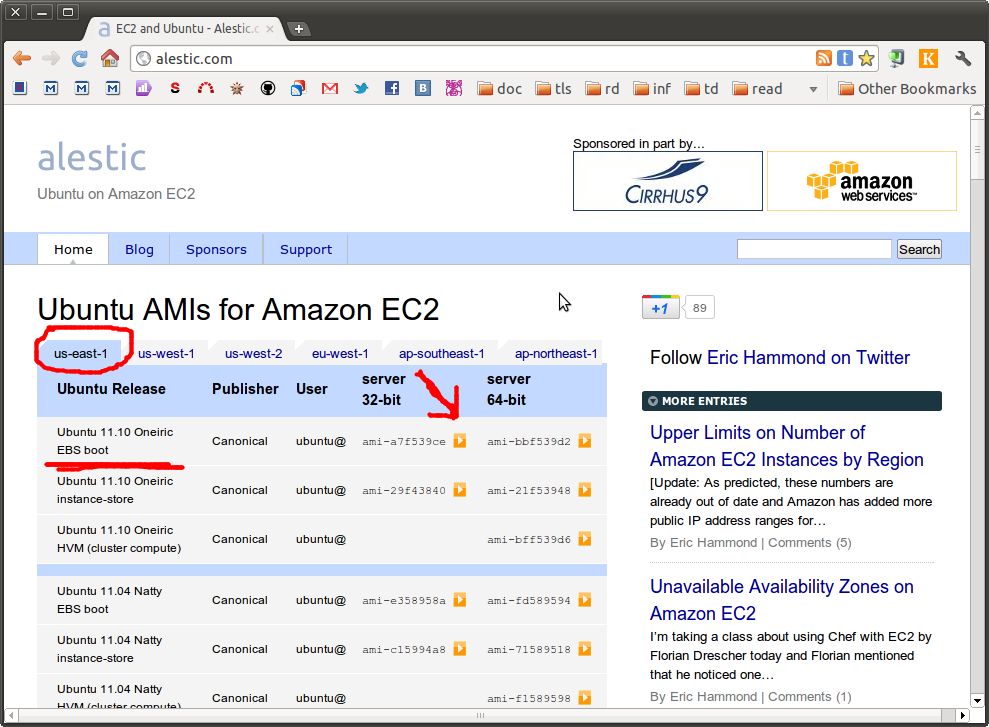 EC2 and Ubuntu - Alestic.c
alestic.com
doc
tls
rd
inf
td
read
Other Bookmarks
alestic
Ubuntu on Amazon EC2
Sponsored in part by...
CIRRHUS9
amazon
web services™
Home
Blog
Sponsors
Support
Search
Ubuntu AMIs for Amazon EC2
+1
89
us-east-1
us-west-1
us-west-2
eu-west-1
ap-southeast-1
ap-northeast-1
Ubuntu Release
Publisher
User
server
32-bit
server
64-bit
Ubuntu 11.10 Oneiric
EBS boot
Canonical
ubuntu@
ami-a7f539ce
ami-bbf539d2
Ubuntu 11.10 Oneiric
instance-store
Canonical
ubuntu@
ami-29f43840
ami-21f53948
Ubuntu 11.10 Oneiric
HVM (cluster compute)
Canonical
ubuntu@
ami-bff539d6
Ubuntu 11.04 Natty
EBS boot
Canonical
ubuntu@
ami-e358958a
ami-fd589594
Ubuntu 11.04 Natty
instance-store
Canonical
ubuntu@
ami-c15994a8
ami-71589518
Ubuntu 11.04 Natty
HVM (cluster compute)
Canonical
ubuntu@
ami-f1589598
Follow Eric Hammond on Twitter
MORE ENTRIES
Upper Limits on Number of
Amazon EC2 Instances by Region
[Update: As predicted, these numbers are
already out of date and Amazon has added more
public IP address ranges for...
By Eric Hammond | Comments (5)
Unavailable Availability Zones on
Amazon EC2
I'm taking a class about using Chef with EC2 by
Florian Drescher today and Florian mentioned
that he noticed one...
By Eric Hammond | Comments (1)